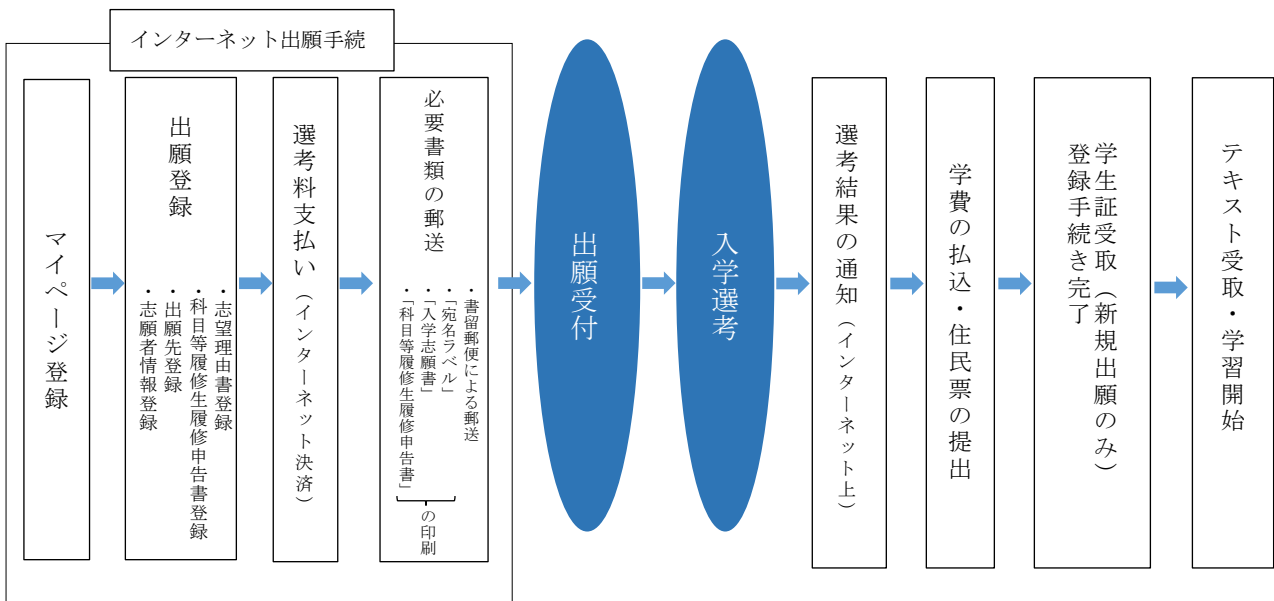 インターネット出願手続
マイページ登録
出願登録
・志望理由書登録
・科目等履修生履修申告書登録
・出願先登録
・志願者情報登録
選考料支払い（インターネット決済）
必要書類の郵送
・書留郵便による郵送
・「宛名ラベル」
・「入学志願書」
・「科目等履修生履修申告書」
の印刷
出願受付
入学選考
選考結果の通知（インターネット上）
学費の払込・住民票の提出
学生証受取（新規出願のみ）
登録手続き完了
テキスト受取・学習開始